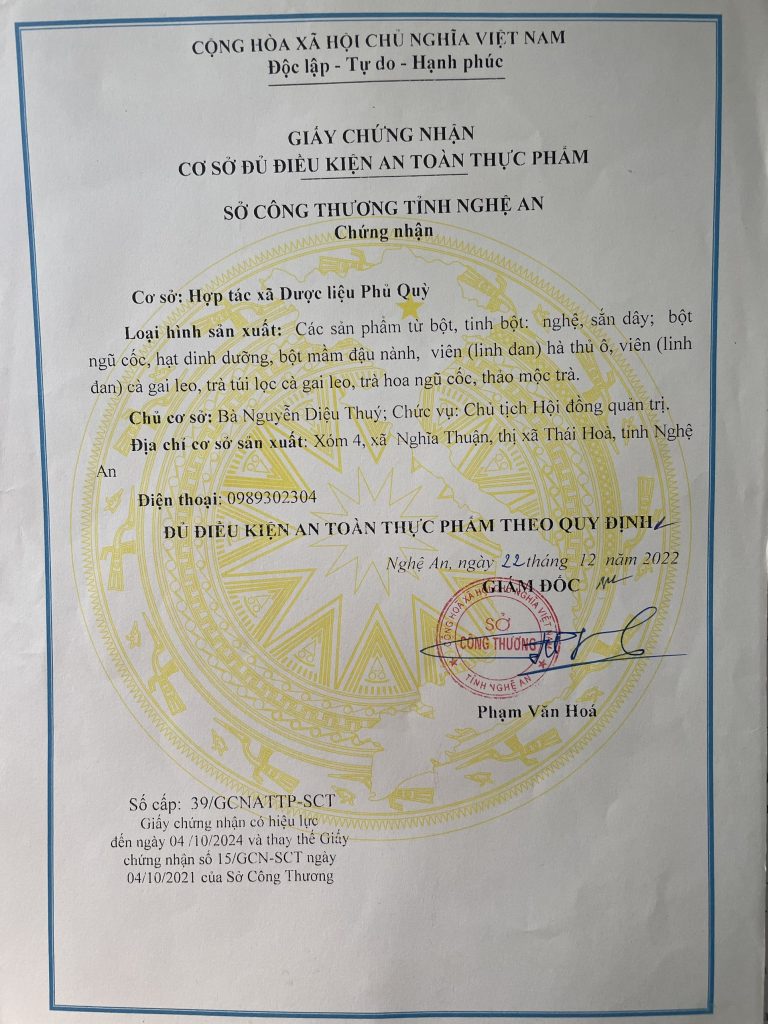 CỘNG HÒA XÃ HỘI CHỦ NGHĨA VIỆT NAM
Độc lập - Tự do - Hạnh phúc
GIẤY CHỨNG NHẬN
CƠ SỞ ĐỦ ĐIỀU KIỆN AN TOÀN THỰC PHẨM
SỞ CÔNG THƯƠNG TỈNH NGHỆ AN
Chứng nhận
Cơ sở: Hợp tác xã Dược liệu Phủ Quỳ
Loại hình sản xuất: Các sản phẩm từ bột, tinh bột: nghệ, sắn dây; bột
ngũ cốc, hạt dinh dưỡng, bột mầm đậu nành, viên (linh đan) hà thủ ô, viên (linh
đan) cà gai leo, trà túi lọc cà gai leo, trà hoa ngũ cốc, thảo mộc trà.
Chủ cơ sở: Bà Nguyễn Diệu Thuý; Chức vụ: Chủ tịch Hội đồng quản trị.
Địa chỉ cơ sở sản xuất: Xóm 4, xã Nghĩa Thuận, thị xã Thái Hoà, tỉnh Nghệ
An
Điện thoại: 0989302304
ĐỦ ĐIỀU KIỆN AN TOÀN THỰC PHẨM THEO QUY ĐỊNH
Nghệ An, ngày 22 tháng 12 năm 2022
GIÁM ĐỐC
CỘNG HÒA XÃ HỘI CHỦ NGHĨA VIỆT NAM
SỞ
CÔNG THƯƠNG
TỈNH NGHỆ AN
Phạm Văn Hoá
Số cấp: 39/GCNATTP-SCT
Giấy chứng nhận có hiệu lực
đến ngày 04 /10/2024 và thay thế Giấy
chứng nhận số 15/GCN-SCT ngày
04/10/2021 của Sở Công Thương